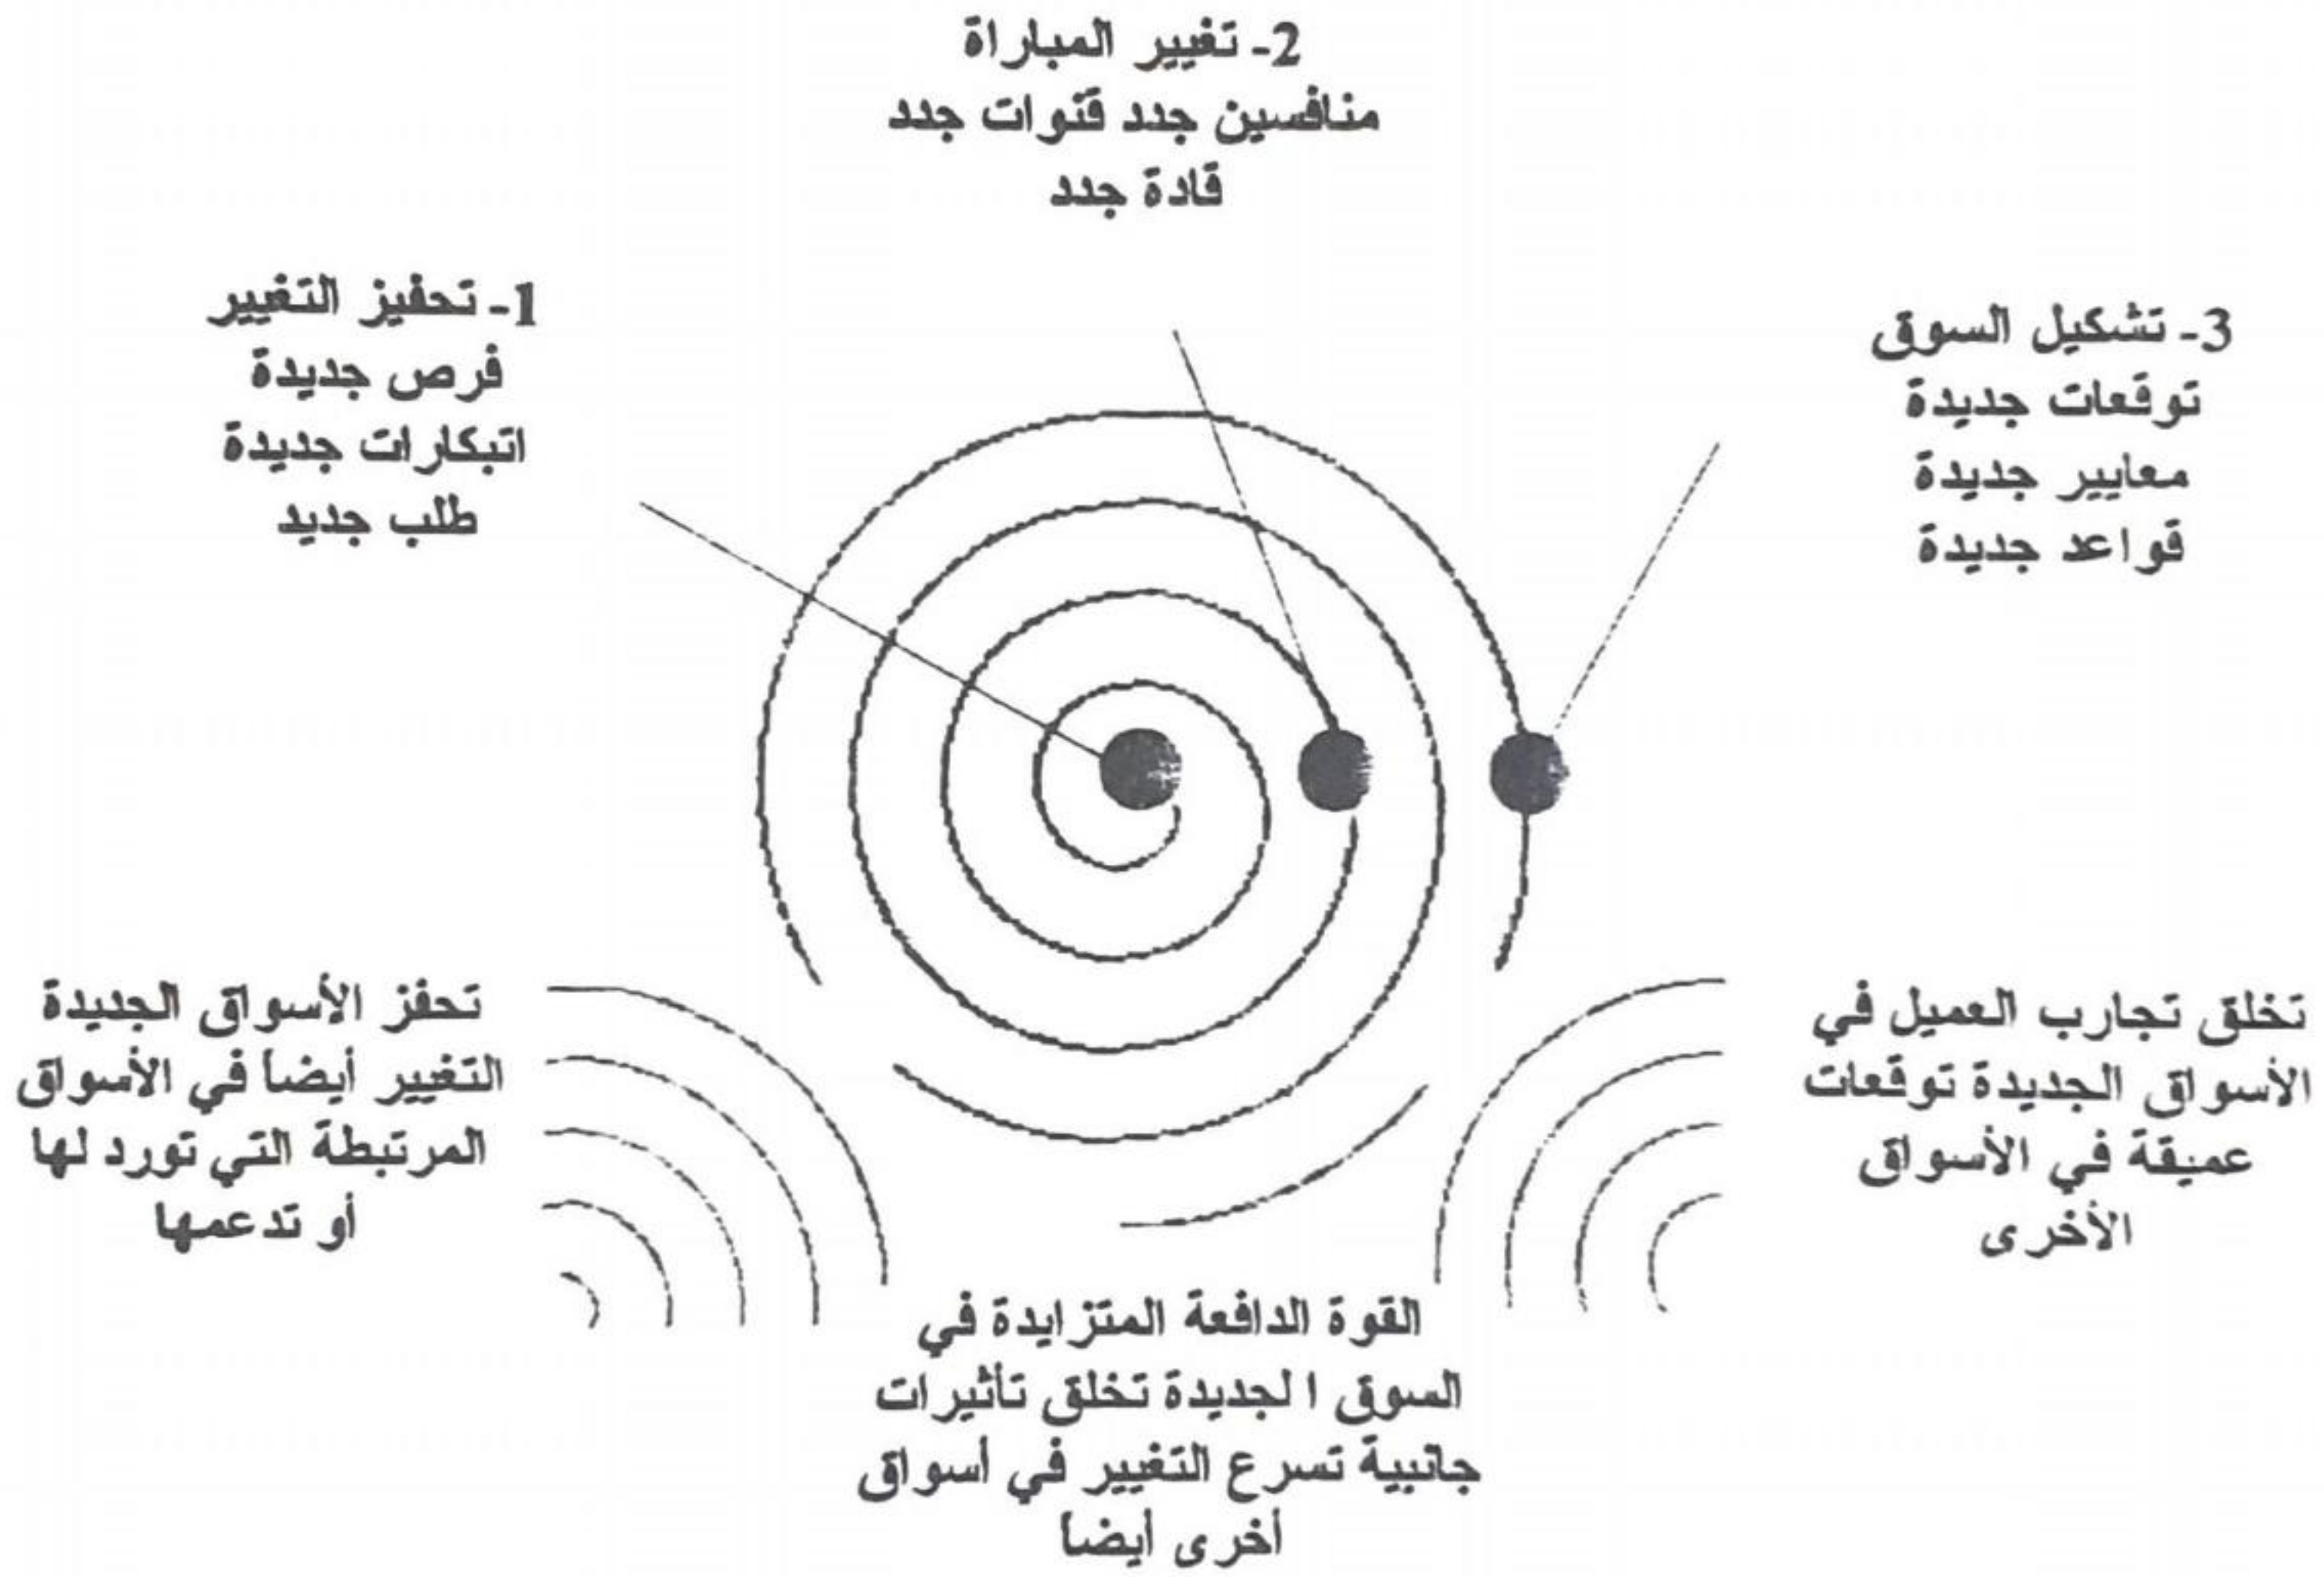 2- تغيير المباراة
منافسين جدد قنوات جدد
قادة جدد
1- تحفيز التغيير
فرص جديدة
اتبكارات جديدة
طلب جديد
3- تشكيل السوق
توقعات جديدة
معايير جديدة
قواعد جديدة
تحفز الأسواق الجديدة
التغيير أيضاً في الأسواق
المرتبطة التي تورد لها
أو تدعمها
تخلق تجارب العميل في
الأسواق الجديدة توقعات
عميقة في الأسواق
الأخرى
القوة الدافعة المتزايدة في
السوق ا لجديدة تخلق تأثيرات
جانبية تسرع التغيير في أسواق
أخرى أيضاً